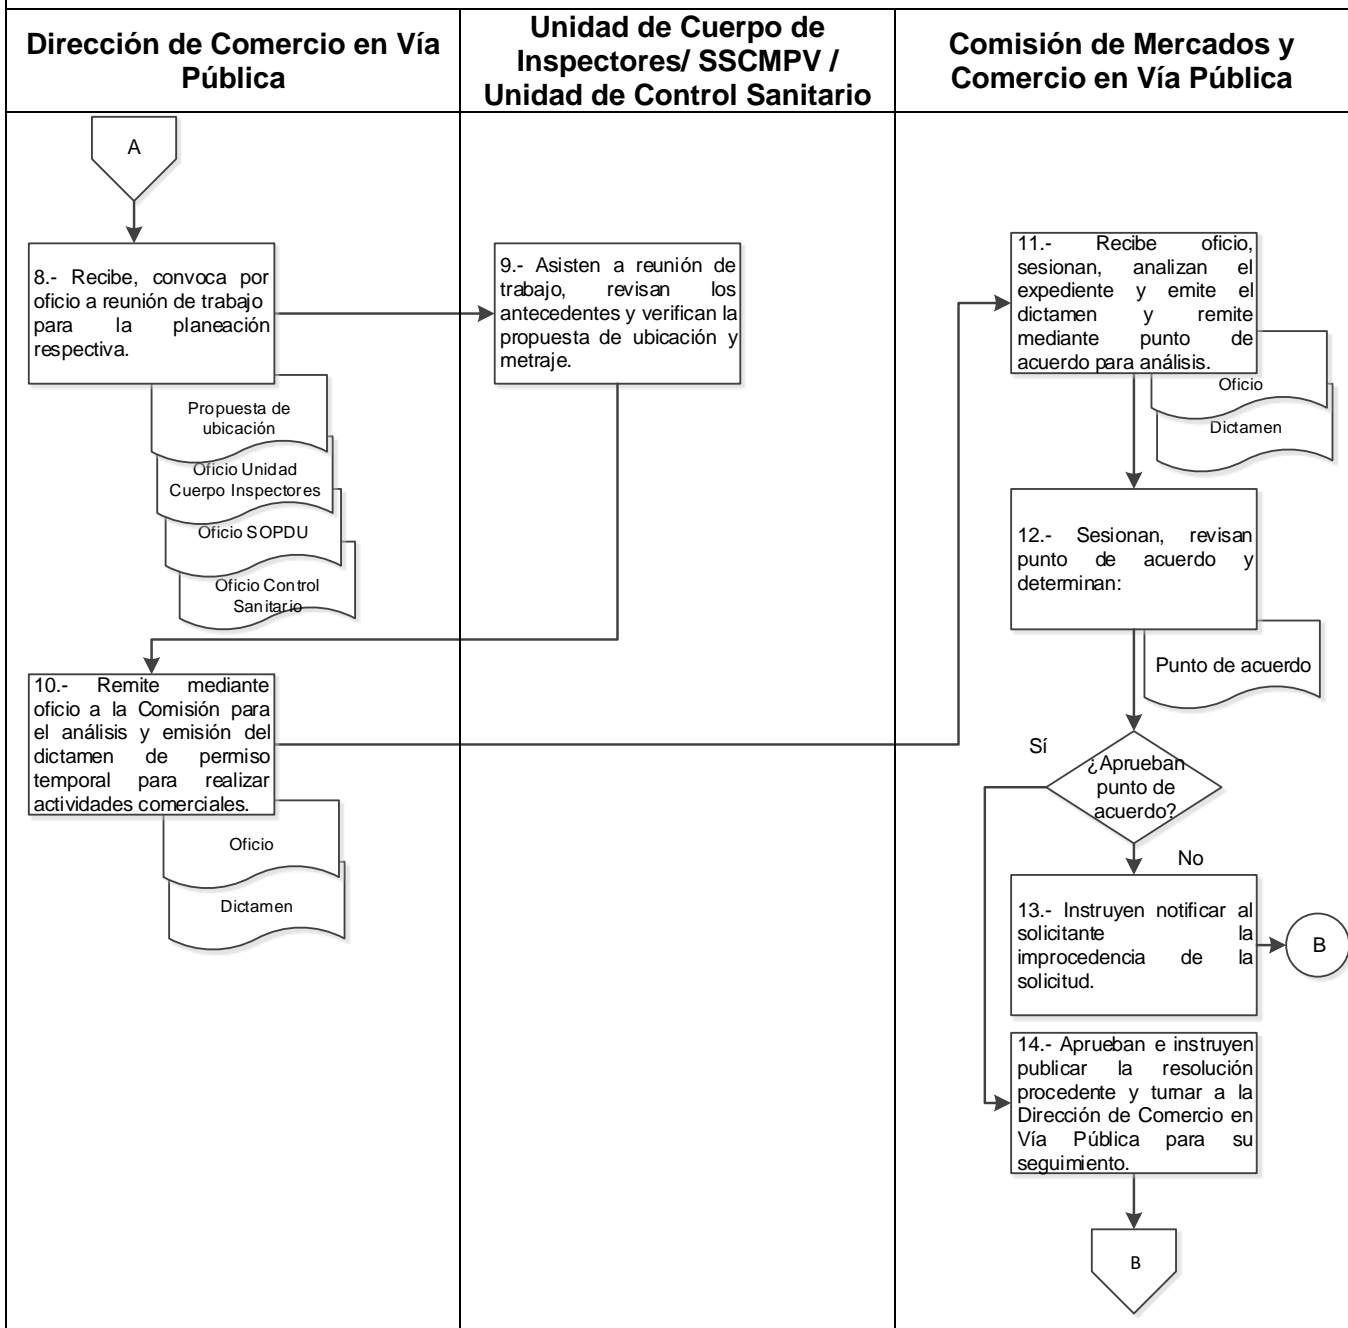 Dirección de Comercio en Vía
Pública
Unidad de Cuerpo de
Inspectores/ SSCMPV /
Unidad de Control Sanitario
Comisión de Mercados y
Comercio en Vía Pública
A
8.- Recibe, convoca por
oficio a reunión de trabajo
para la planeación
respectiva.
Propuesta de
ubicación
Oficio Unidad
Cuerpo Inspectores
Oficio SOPDU
Oficio Control
Sanitario
9.- Asisten a reunión de
trabajo, revisan los
antecedentes y verifican la
propuesta de ubicación y
metraje.
10.- Remite mediante
oficio a la Comisión para
el análisis y emisión del
dictamen de permiso
temporal para realizar
actividades comerciales.
Oficio
Dictamen
11.- Recibe oficio,
sesionan, analizan el
expediente y emite el
dictamen y remite
mediante punto de
acuerdo para análisis.
Oficio
Dictamen
12.- Sesionan, revisan
punto de acuerdo y
determinan:
Punto de acuerdo
Sí
¿Aprueban
punto de
acuerdo?
No
13.- Instruyen notificar al
solicitante la
improcedencia de la
solicitud.
B
14.- Aprueban e instruyen
publicar la resolución
procedente y turnar a la
Dirección de Comercio en
Vía Pública para su
seguimiento.
B